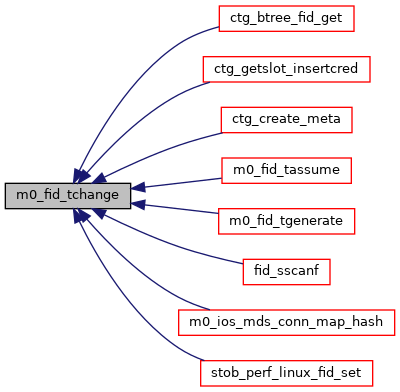 ctg_btree_fid_get
ctg_getslot_insertcred
ctg_create_meta
m0_fid_tassume
m0_fid_tchange
m0_fid_tgenerate
fid_sscanf
m0_ios_mds_conn_map_hash
stob_perf_linux_fid_set